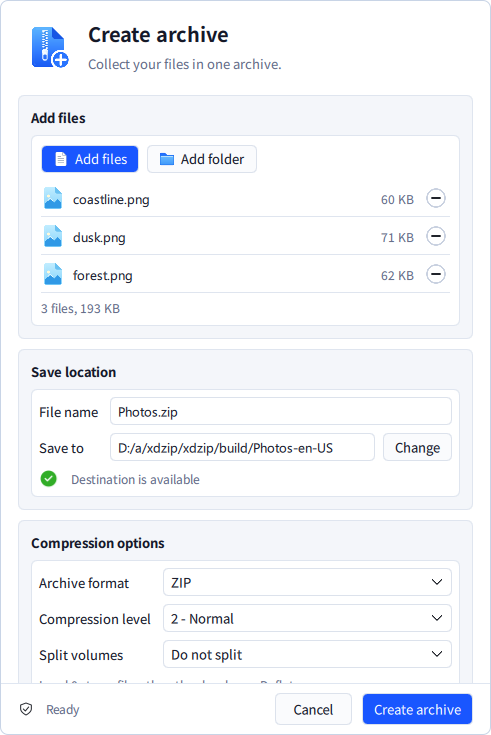 Create archive
Collect your files in one archive.
Add files
Add files Add folder
coastline.png 60 KB
dusk.png 71 KB
forest.png 62 KB
3 files, 193 KB
Save location
File name Photos.zip
Save to D:/a/xdzip/xdzip/build/Photos-en-US Change
Destination is available
Compression options
Archive format ZIP
Compression level 2 - Normal
Split volumes Do not split
Ready Cancel Create archive